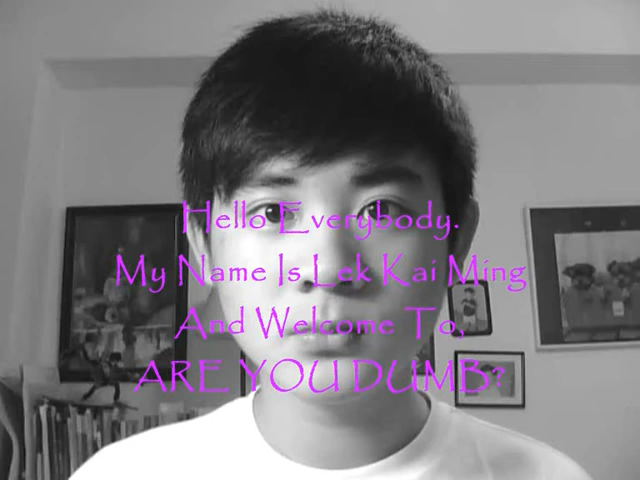 Hello Everybody.
My Name Is Lek Kai Ming
And Welcome To,
ARE YOU DUMB?